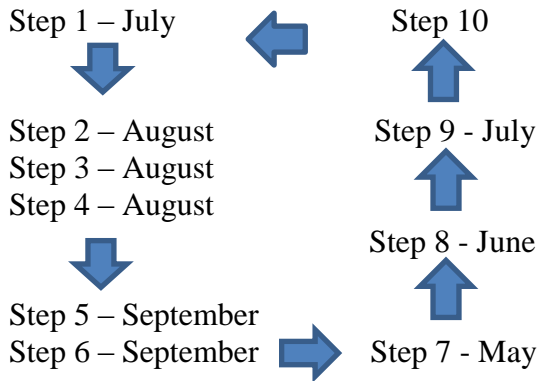 Step 1 – July
Step 2 – August
Step 3 – August
Step 4 – August
Step 5 – September
Step 6 – September
Step 7 - May
Step 8 - June
Step 9 - July
Step 10